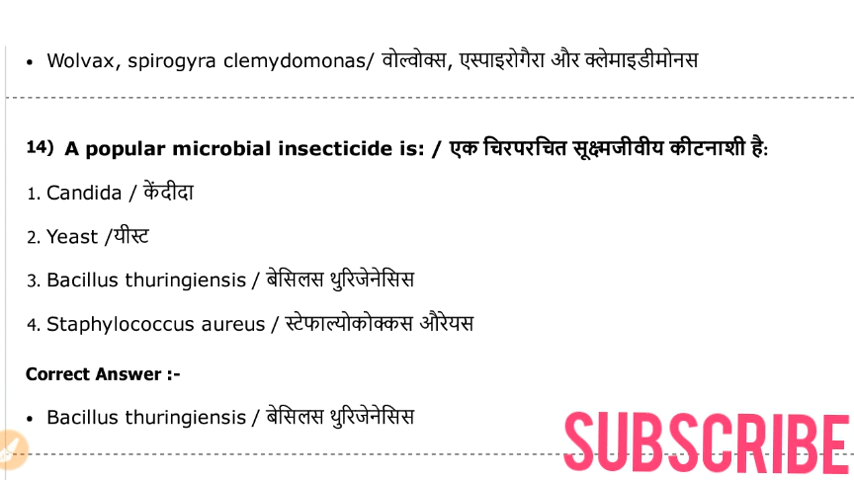 • Wolvax, spirogyra clemydomonas/ वोल्वोक्स, एस्पाइरोगैरा और क्लेमाइडीमोनस
14) A popular microbial insecticide is: / एक चिरपरचित सूक्ष्मजीवीय कीटनाशी है:
1. Candida / केंदीदा
2. Yeast /यीस्ट
3. Bacillus thuringiensis / बेसिलस थुरिजेनेसिस
4. Staphylococcus aureus / स्टेफाल्योकोक्कस औरेयस
Correct Answer :-
• Bacillus thuringiensis / बेसिलस थुरिजेनेसिस
SUBSCRIBE